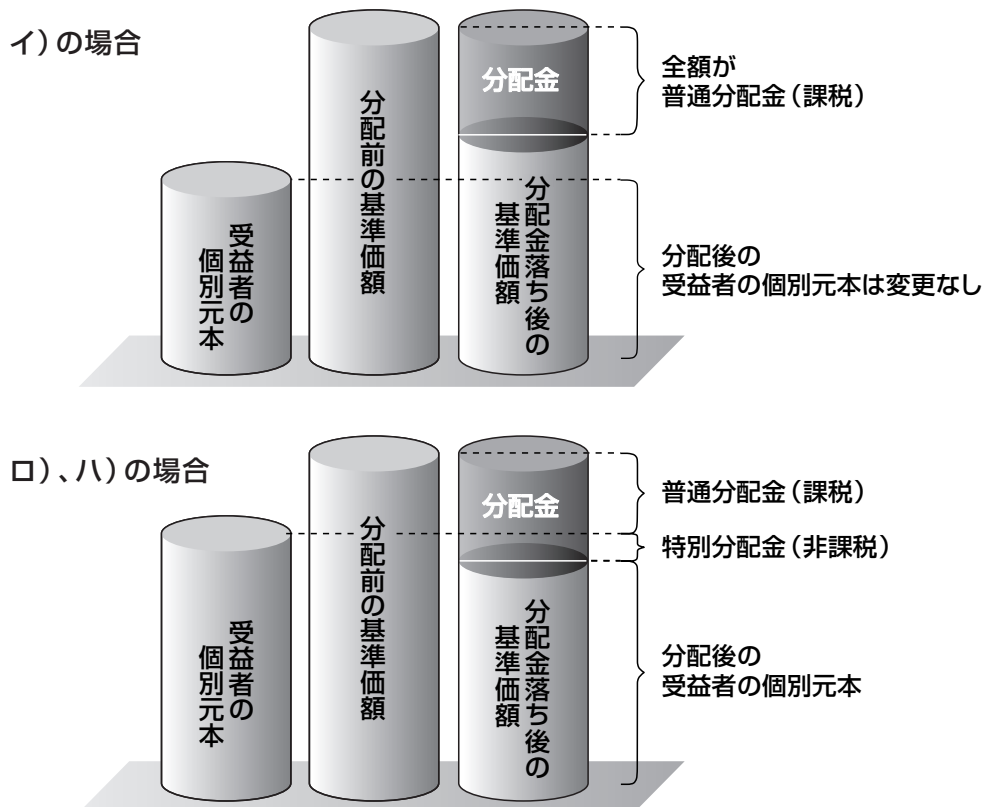 イ）の場合
受益者の
個別元本
分配前の基準価額
分配金
分配金落ち後の
基準価額
全額が
普通分配金（課税）
分配後の
受益者の個別元本は変更なし
ロ）、ハ）の場合
受益者の
個別元本
分配前の基準価額
分配金
分配金落ち後の
基準価額
普通分配金（課税）
特別分配金（非課税）
分配後の
受益者の個別元本